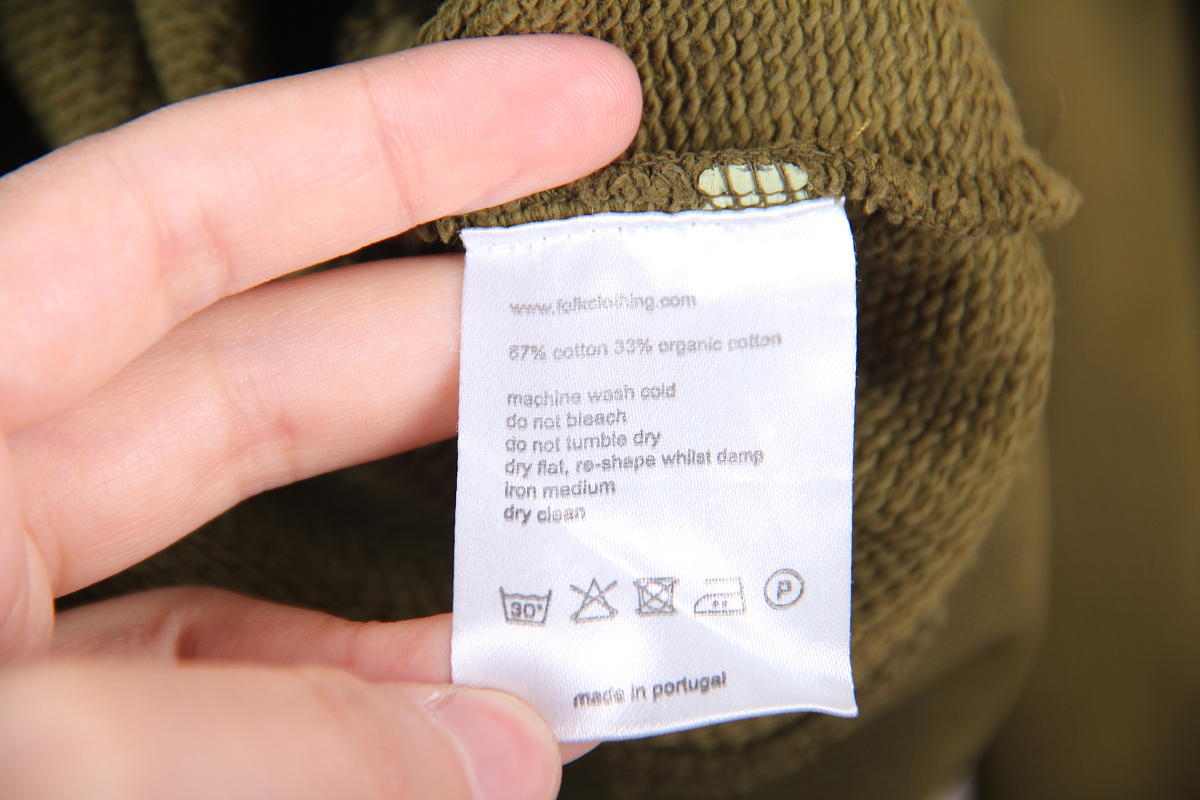 www.folkclothing.com
67% cotton 33% organic cotton
machine wash cold
do not bleach
do not tumble dry
dry flat, re-shape whilst damp
iron medium
dry clean
30°
P
made in portugal